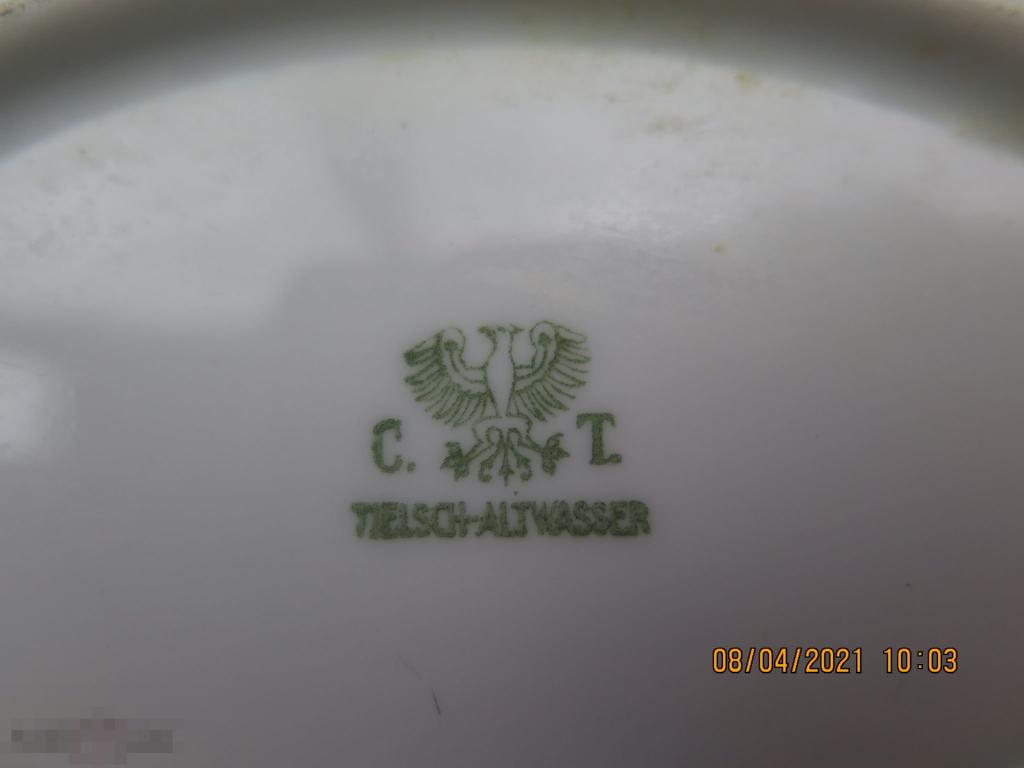 C. T.
TIELSCH-ALTWASSER
08/04/2021 10:03